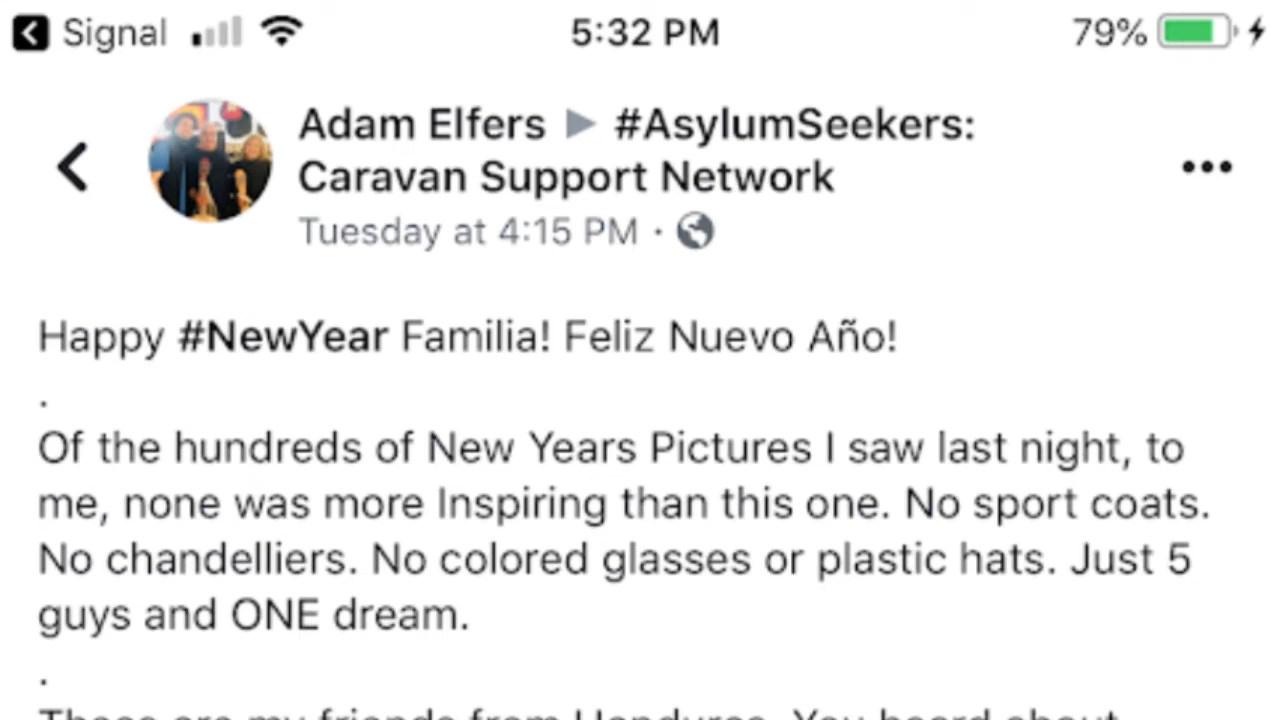 Signal 5:32 PM 79%
Adam Elfers ▶ #AsylumSeekers:
Caravan Support Network
Tuesday at 4:15 PM ·
Happy #NewYear Familia! Feliz Nuevo Año!
.
Of the hundreds of New Years Pictures I saw last night, to
me, none was more Inspiring than this one. No sport coats.
No chandelliers. No colored glasses or plastic hats. Just 5
guys and ONE dream.
.
These are my friends from Honduras. You heard about